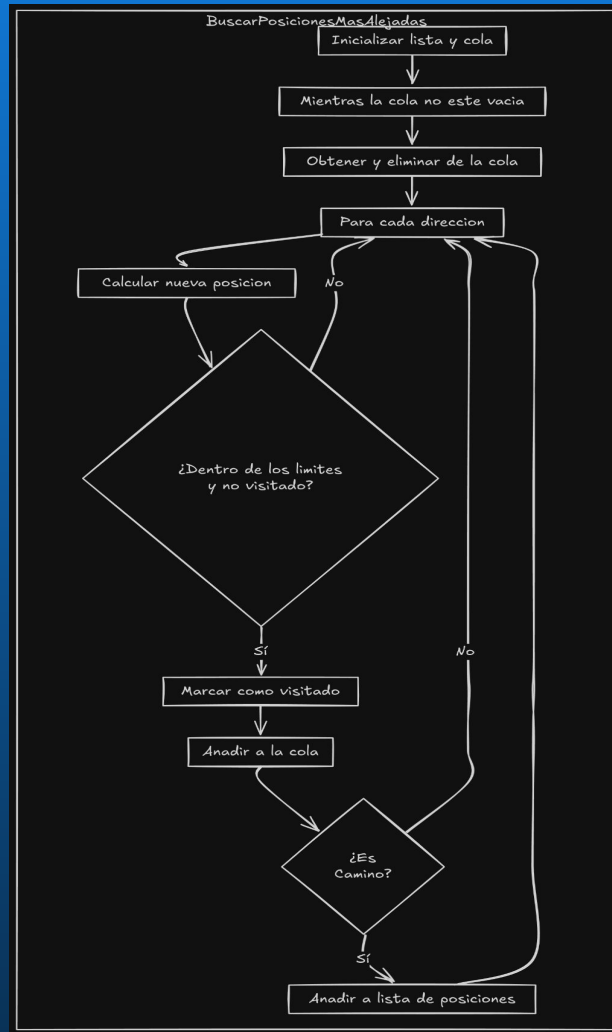 BuscarPosicionesMasAlejadas
Inicializar lista y cola
Mientras la cola no este vacia
Obtener y eliminar de la cola
Para cada direccion
Calcular nueva posicion
No
¿Dentro de los limites
y no visitado?
Sí
No
Marcar como visitado
Anadir a la cola
¿Es
Camino?
Sí
Anadir a lista de posiciones